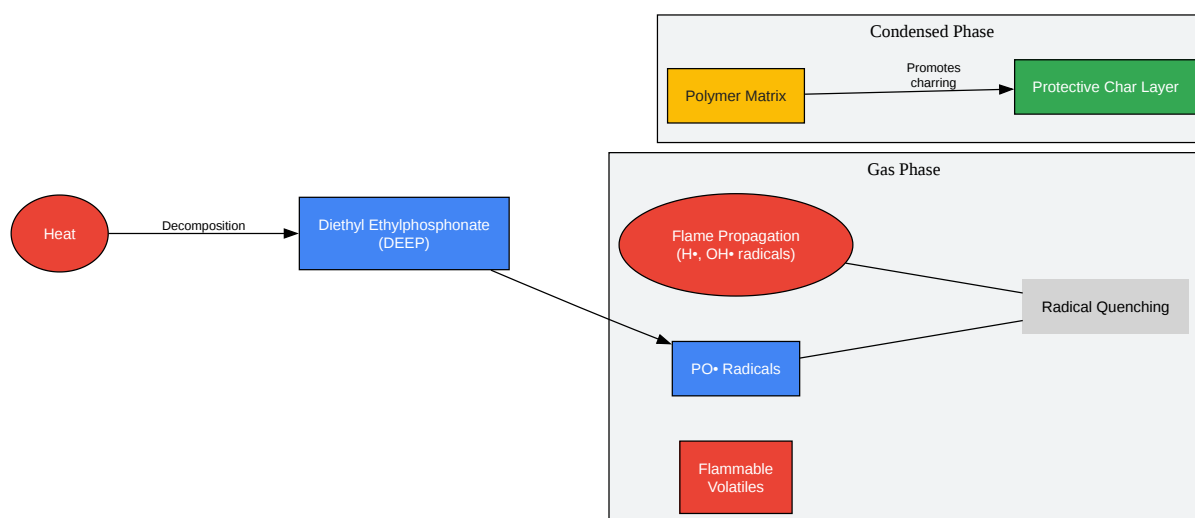 Condensed Phase
Polymer Matrix
Promotes
charring
Protective Char Layer
Gas Phase
Heat
Decomposition
Diethyl Ethylphosphonate
(DEEP)
Flame Propagation
(H•, OH• radicals)
Radical Quenching
PO• Radicals
Flammable
Volatiles